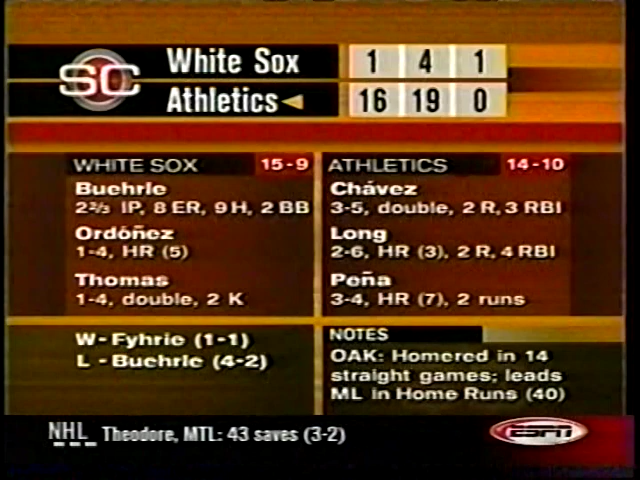 SC
White Sox 1 4 1
Athletics 16 19 0
WHITE SOX 15-9
Buehrle
2 2/3 IP, 8 ER, 9 H, 2 BB
Ordóñez
1-4, HR (5)
Thomas
1-4, double, 2 K
W - Fyhrie (1-1)
L - Buehrle (4-2)
ATHLETICS 14-10
Chávez
3-5, double, 2 R, 3 RBI
Long
2-6, HR (3), 2 R, 4 RBI
Peña
3-4, HR (7), 2 runs
NOTES
OAK: Homered in 14
straight games; leads
ML in Home Runs (40)
NHL Theodore, MTL: 43 saves (3-2)
ESPN